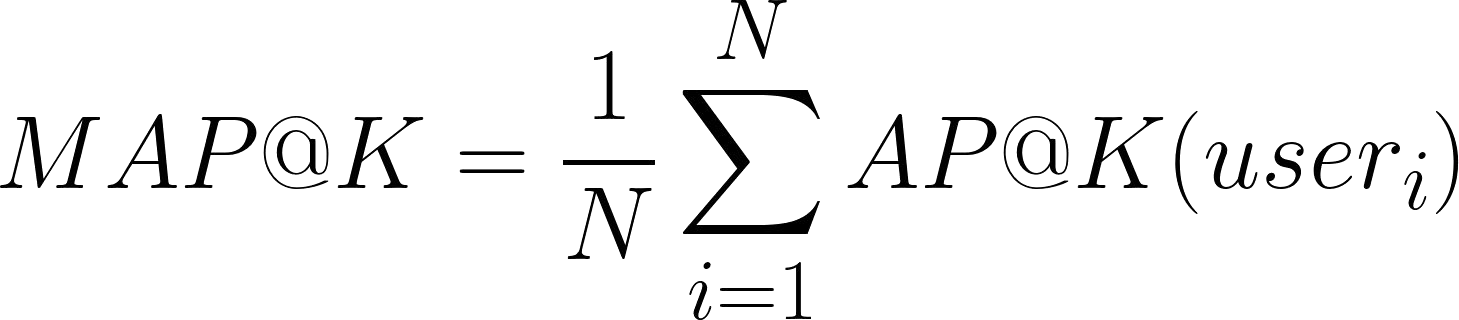 MAP@K = \frac{1}{N} \sum_{i=1}^{N} AP@K(user_i)